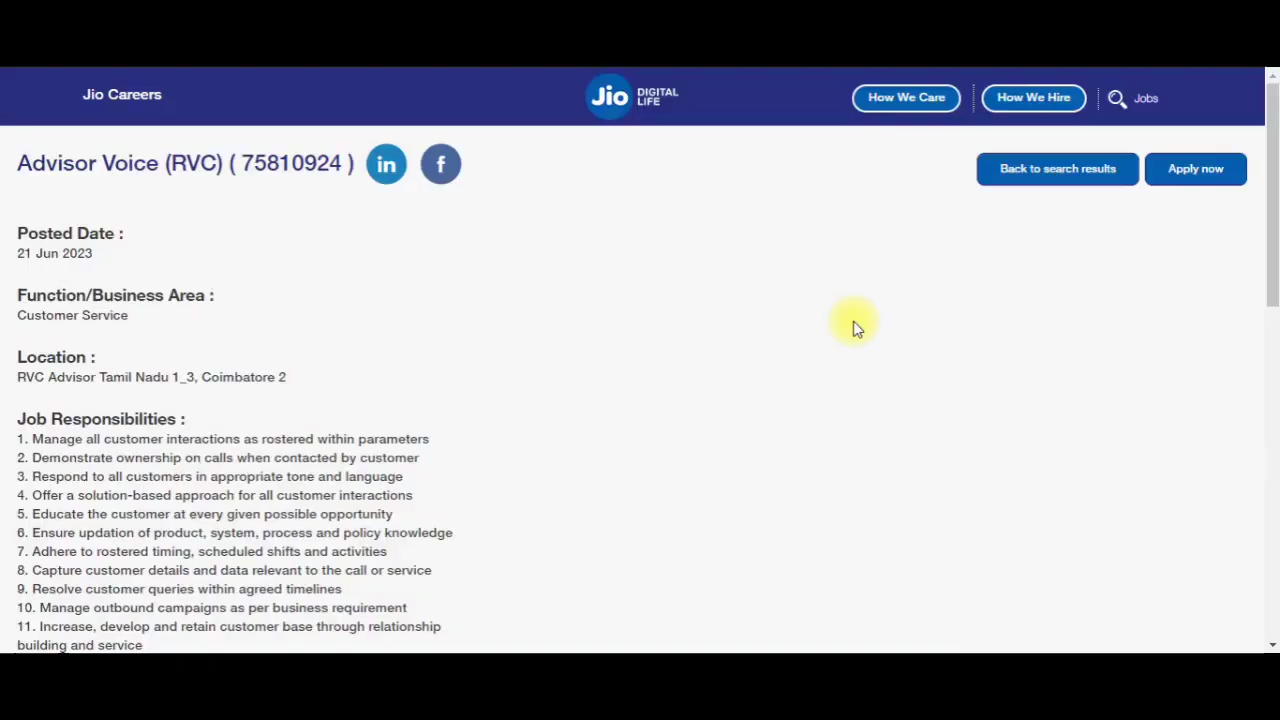 Jio Careers
Jio DIGITAL LIFE
How We Care
How We Hire
Jobs
Advisor Voice (RVC) ( 75810924 )
in
f
Back to search results
Apply now
Posted Date :
21 Jun 2023
Function/Business Area :
Customer Service
Location :
RVC Advisor Tamil Nadu 1_3, Coimbatore 2
Job Responsibilities :
1. Manage all customer interactions as rostered within parameters
2. Demonstrate ownership on calls when contacted by customer
3. Respond to all customers in appropriate tone and language
4. Offer a solution-based approach for all customer interactions
5. Educate the customer at every given possible opportunity
6. Ensure updation of product, system, process and policy knowledge
7. Adhere to rostered timing, scheduled shifts and activities
8. Capture customer details and data relevant to the call or service
9. Resolve customer queries within agreed timelines
10. Manage outbound campaigns as per business requirement
11. Increase, develop and retain customer base through relationship
building and service